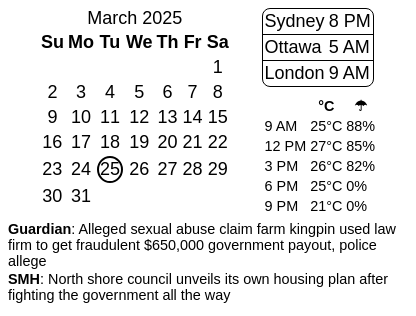 March 2025
Su Mo Tu We Th Fr Sa
1
2 3 4 5 6 7 8
9 10 11 12 13 14 15
16 17 18 19 20 21 22
23 24 25 26 27 28 29
30 31
Sydney 8 PM
Ottawa 5 AM
London 9 AM
°C ☂
9 AM 25°C 88%
12 PM 27°C 85%
3 PM 26°C 82%
6 PM 25°C 0%
9 PM 21°C 0%
Guardian: Alleged sexual abuse claim farm kingpin used law
firm to get fraudulent $650,000 government payout, police
allege
SMH: North shore council unveils its own housing plan after
fighting the government all the way